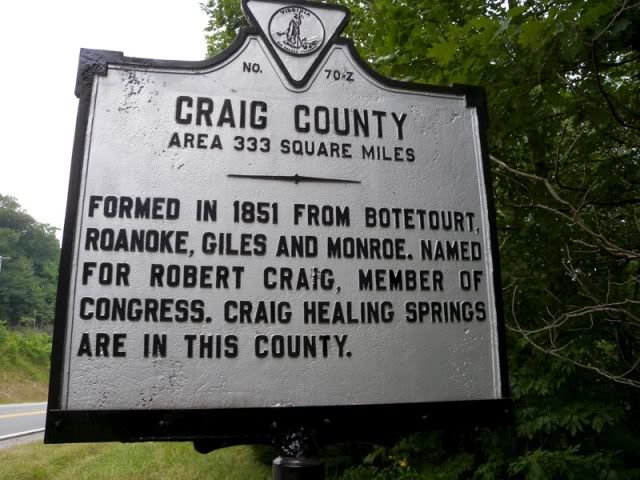 VIRGINIA
NO. 70-Z
CRAIG COUNTY
AREA 333 SQUARE MILES
FORMED IN 1851 FROM BOTETOURT,
ROANOKE, GILES AND MONROE. NAMED
FOR ROBERT CRAIG, MEMBER OF
CONGRESS. CRAIG HEALING SPRINGS
ARE IN THIS COUNTY.